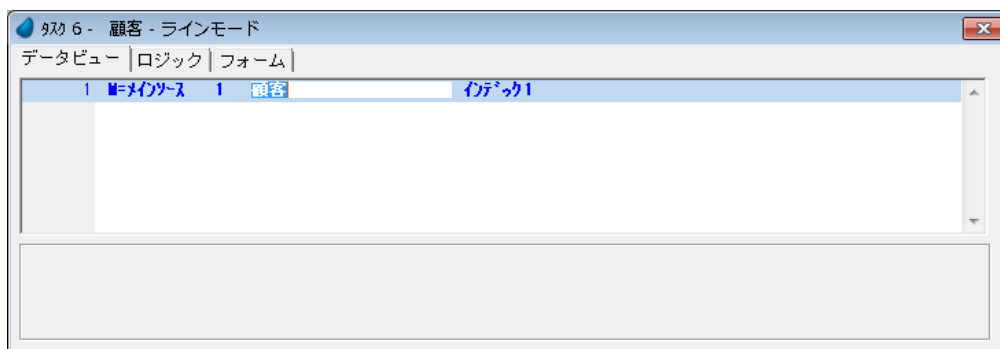 ﾀｽｸ 6 - 顧客 - ラインモード
データビュー ロジック フォーム
1 M=ﾒｲﾝｿｰｽ 1 顧客 ｲﾝﾃﾞｯｸ1